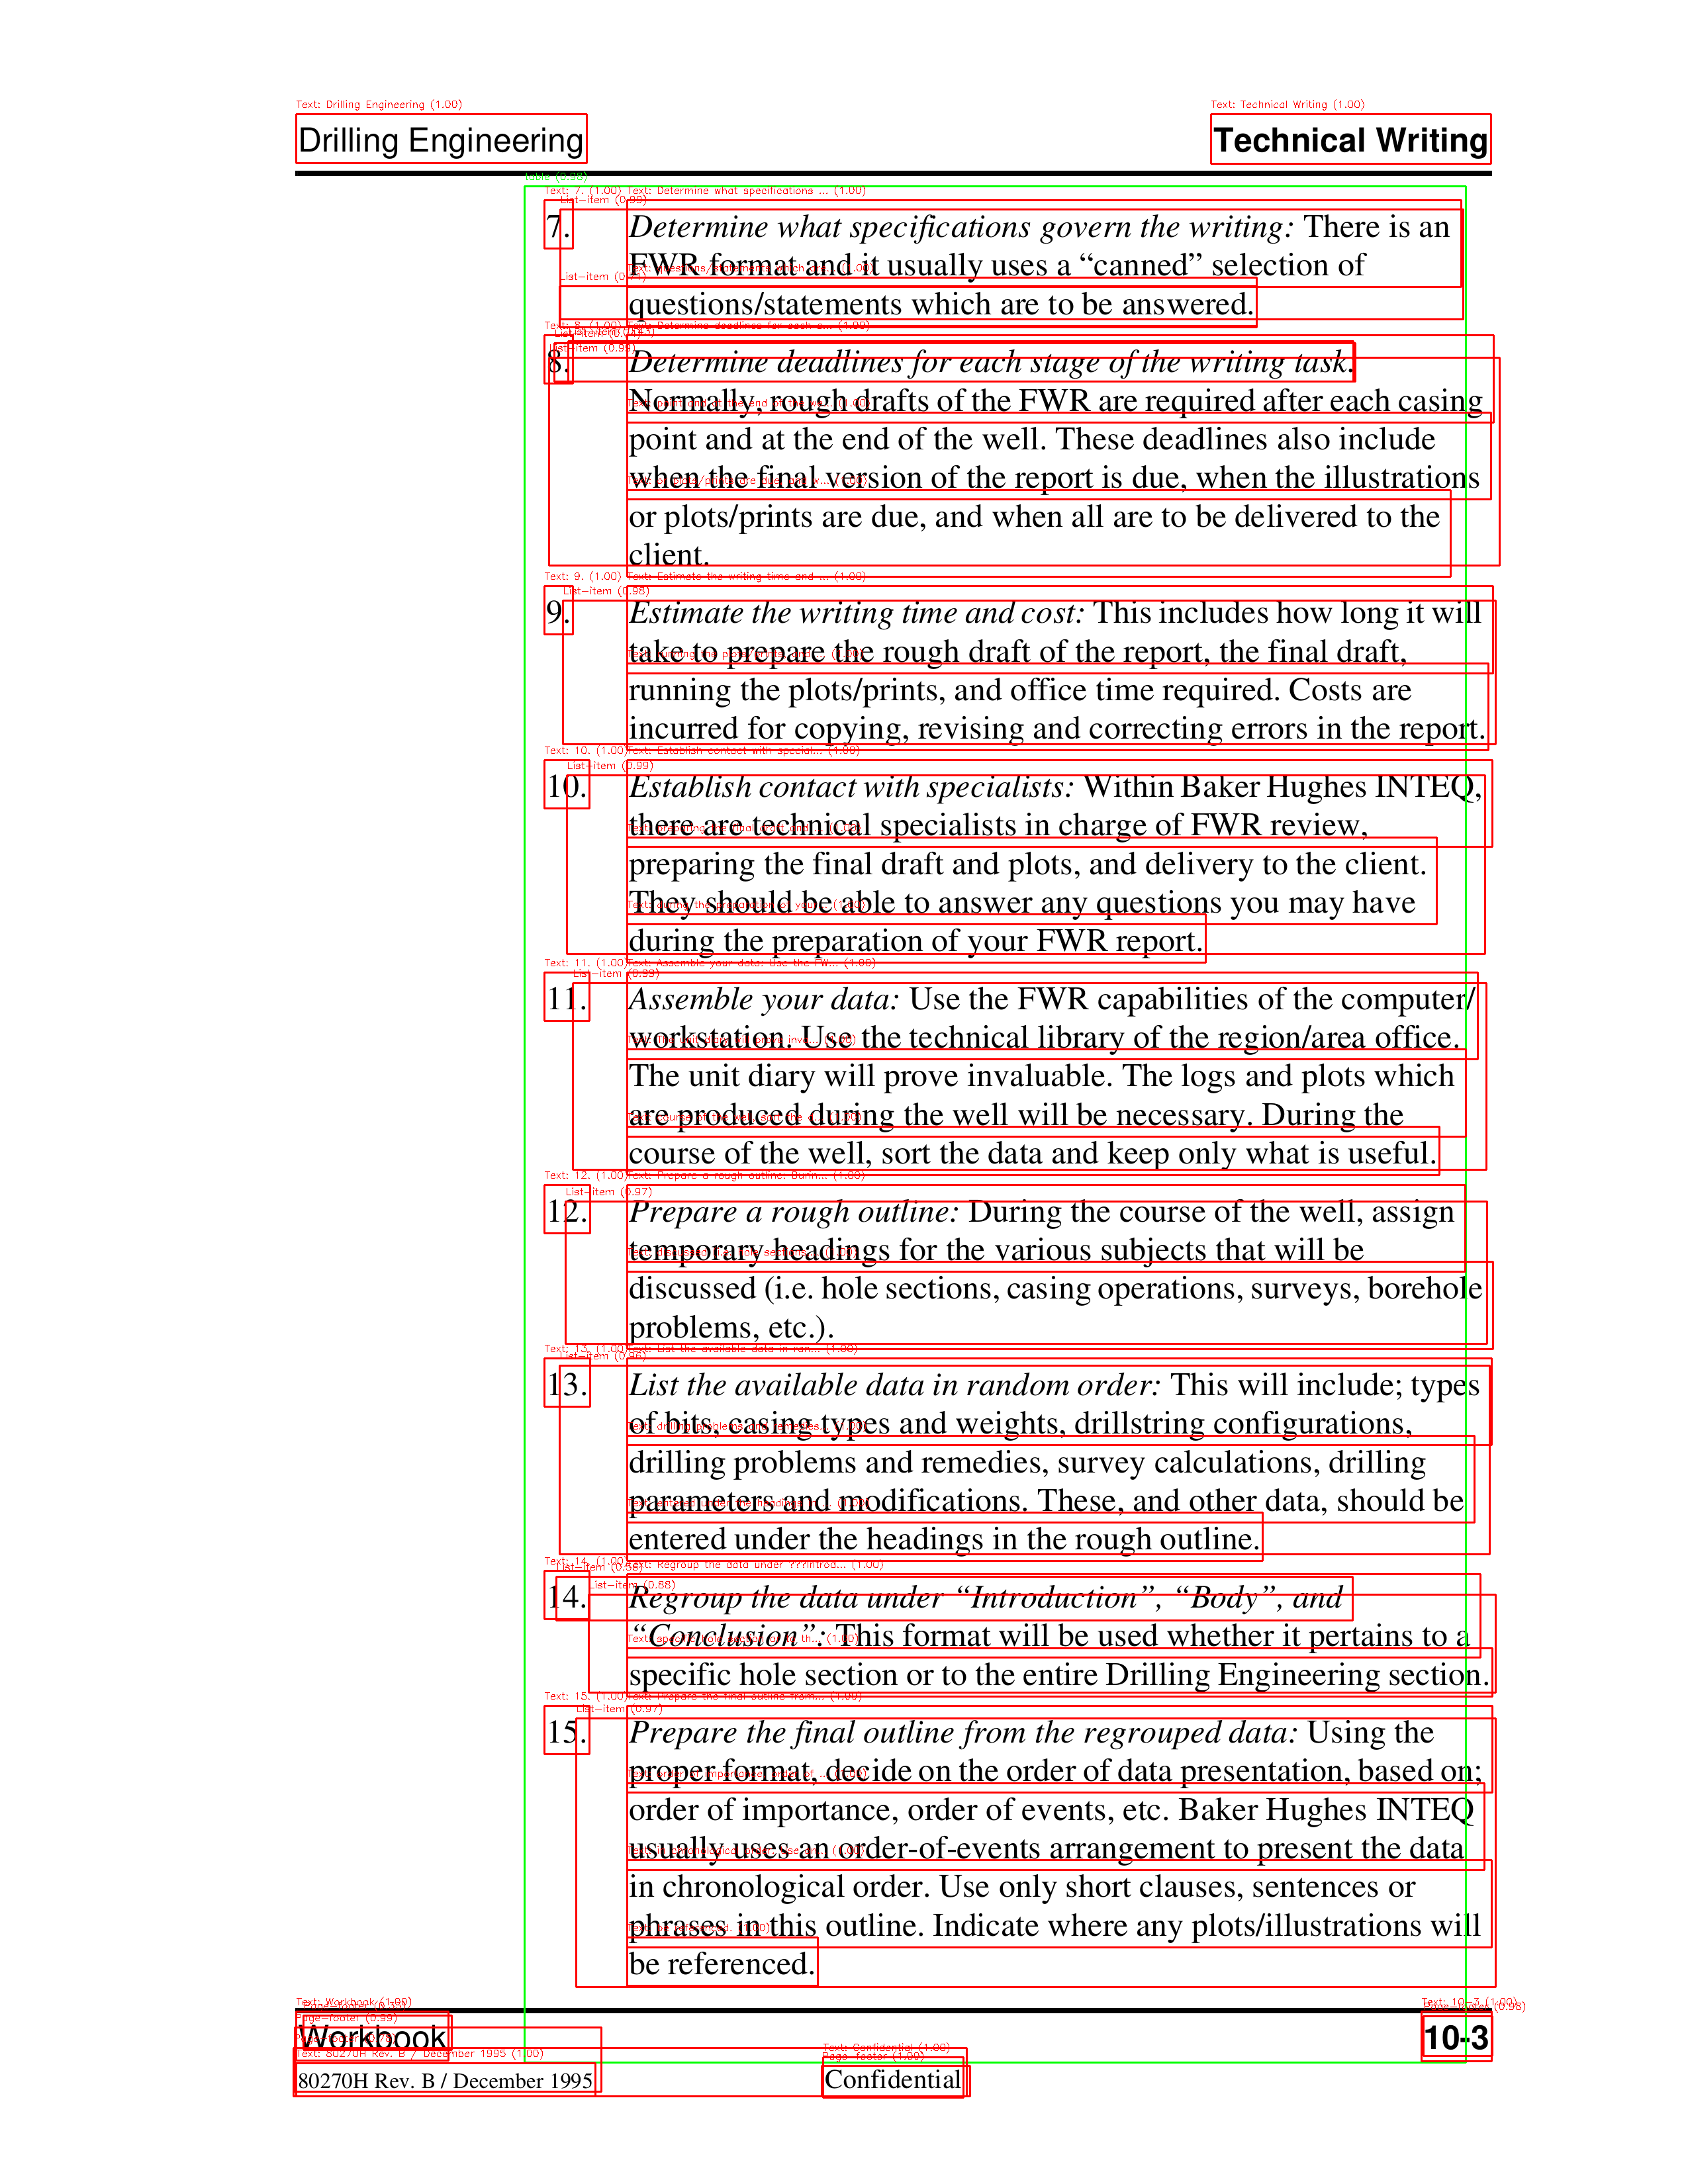 Drilling Engineering
Technical Writing
7. Determine what specifications govern the writing: There is an
FWR format and it usually uses a “canned” selection of
questions/statements which are to be answered.
8. Determine deadlines for each stage of the writing task.
Normally, rough drafts of the FWR are required after each casing
point and at the end of the well. These deadlines also include
when the final version of the report is due, when the illustrations
or plots/prints are due, and when all are to be delivered to the
client.
9. Estimate the writing time and cost: This includes how long it will
take to prepare the rough draft of the report, the final draft,
running the plots/prints, and office time required. Costs are
incurred for copying, revising and correcting errors in the report.
10. Establish contact with specialists: Within Baker Hughes INTEQ,
there are technical specialists in charge of FWR review,
preparing the final draft and plots, and delivery to the client.
They should be able to answer any questions you may have
during the preparation of your FWR report.
11. Assemble your data: Use the FWR capabilities of the computer/
workstation. Use the technical library of the region/area office.
The unit diary will prove invaluable. The logs and plots which
are produced during the well will be necessary. During the
course of the well, sort the data and keep only what is useful.
12. Prepare a rough outline: During the course of the well, assign
temporary headings for the various subjects that will be
discussed (i.e. hole sections, casing operations, surveys, borehole
problems, etc.).
13. List the available data in random order: This will include; types
of bits, casing types and weights, drillstring configurations,
drilling problems and remedies, survey calculations, drilling
parameters and modifications. These, and other data, should be
entered under the headings in the rough outline.
14. Regroup the data under “Introduction”, “Body”, and
“Conclusion”: This format will be used whether it pertains to a
specific hole section or to the entire Drilling Engineering section.
15. Prepare the final outline from the regrouped data: Using the
proper format, decide on the order of data presentation, based on;
order of importance, order of events, etc. Baker Hughes INTEQ
usually uses an order-of-events arrangement to present the data
in chronological order. Use only short clauses, sentences or
phrases in this outline. Indicate where any plots/illustrations will
be referenced.
Workbook
10-3
80270H Rev. B / December 1995
Confidential